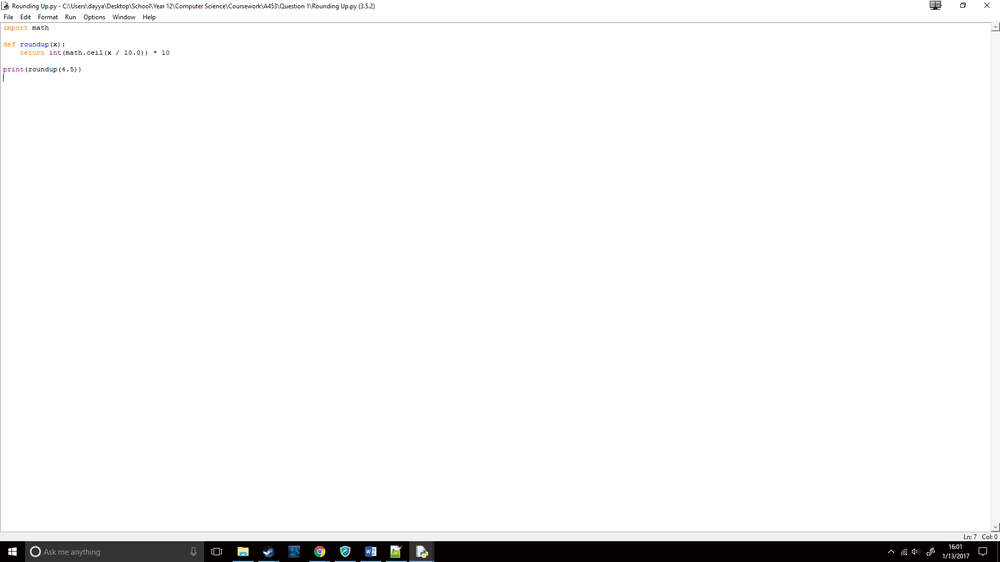 Rounding Up.py - C:\Users\dayya\Desktop\School\Year 12\Computer Science\Coursework\A453\Question 1\Rounding Up.py (3.5.2)
File Edit Format Run Options Window Help
import math
def roundup(x):
    return int(math.ceil(x / 10.0)) * 10
print(roundup(4.5))
Ln: 7 Col: 0
Ask me anything
16:01
1/13/2017